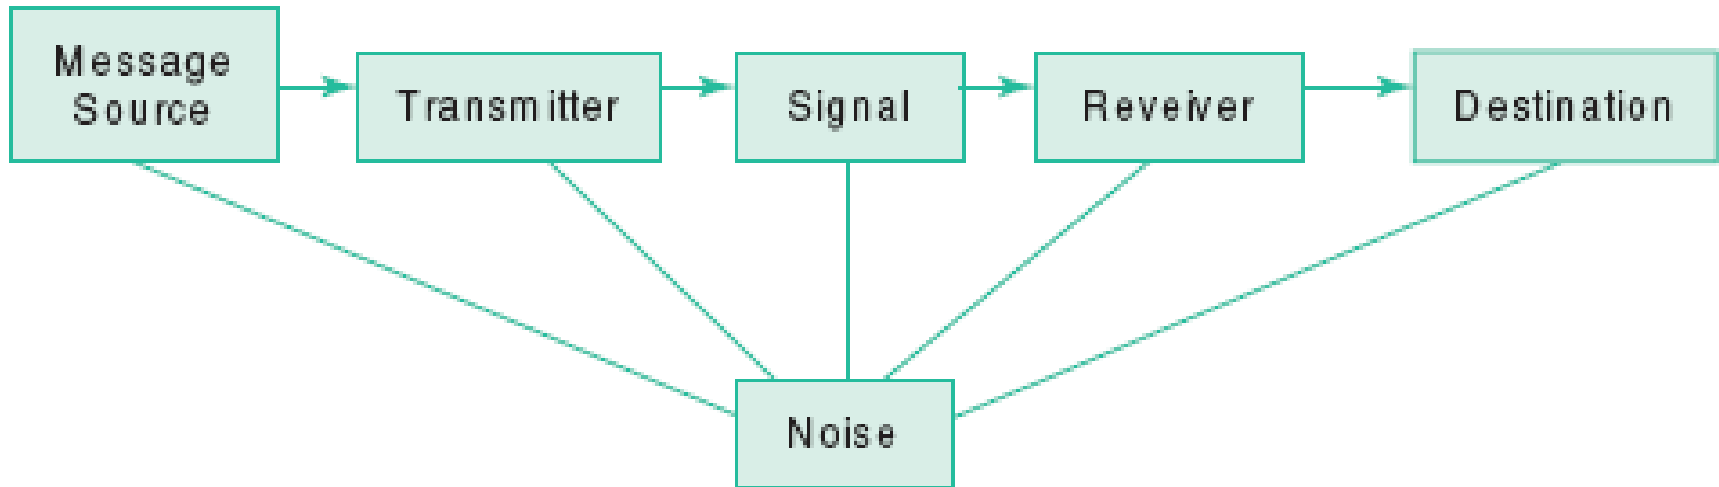 Message
Source
Transmitter
Signal
Reveiver
Destination
Noise